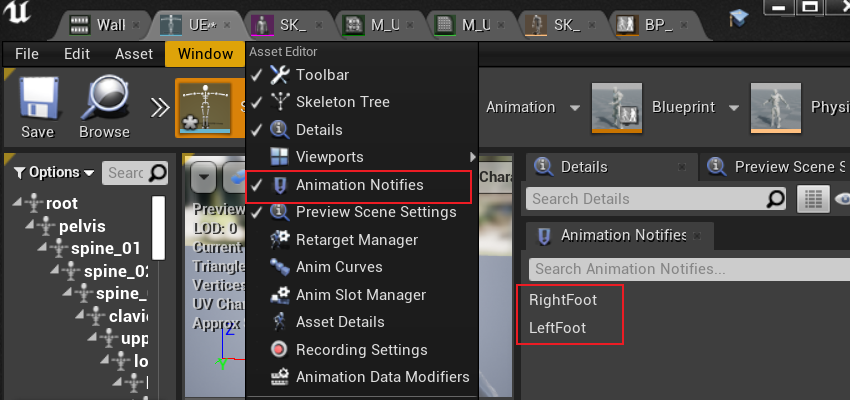 Wall
UE*
SK_
M_U
M_U
SK_
BP_
File
Edit
Asset
Window
Asset Editor
Toolbar
Skeleton Tree
Details
Viewports
Animation Notifies
Preview Scene Settings
Retarget Manager
Anim Curves
Anim Slot Manager
Asset Details
Recording Settings
Animation Data Modifiers
Save
Browse
Animation
Blueprint
Physi
Options
Searc
root
pelvis
spine_01
spine_02
spine_
clavic
upp
lo
Preview
LOD: 0
Current
Triangle
Vertices
UV Cha
Approx
Z
Chara
Details
Preview Scene S
Search Details
Animation Notifies
Search Animation Notifies...
RightFoot
LeftFoot